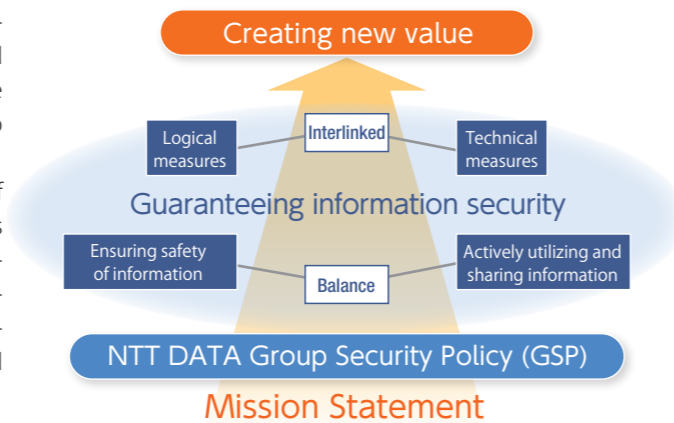 Creating new value
Logical
measures
Interlinked
Technical
measures
Guaranteeing information security
Ensuring safety
of information
Balance
Actively utilizing and
sharing information
NTT DATA Group Security Policy (GSP)
Mission Statement